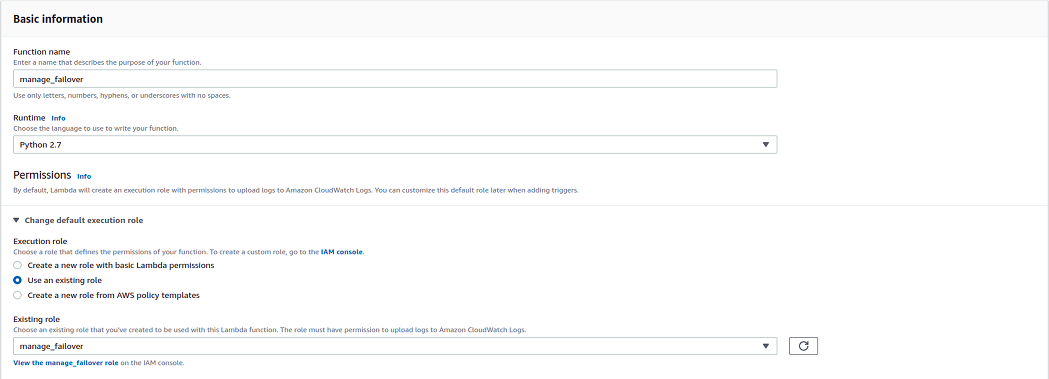 Basic information
Function name
Enter a name that describes the purpose of your function.
manage_failover
Use only letters, numbers, hyphens, or underscores with no spaces.
Runtime Info
Choose the language to use to write your function.
Python 2.7
Permissions Info
By default, Lambda will create an execution role with permissions to upload logs to Amazon CloudWatch Logs. You can customize this default role later when adding triggers.
Change default execution role
Execution role
Choose a role that defines the permissions of your function. To create a custom role, go to the IAM console.
Create a new role with basic Lambda permissions
Use an existing role
Create a new role from AWS policy templates
Existing role
Choose an existing role that you've created to be used with this Lambda function. The role must have permission to upload logs to Amazon CloudWatch Logs.
manage_failover
View the manage_failover role on the IAM console.